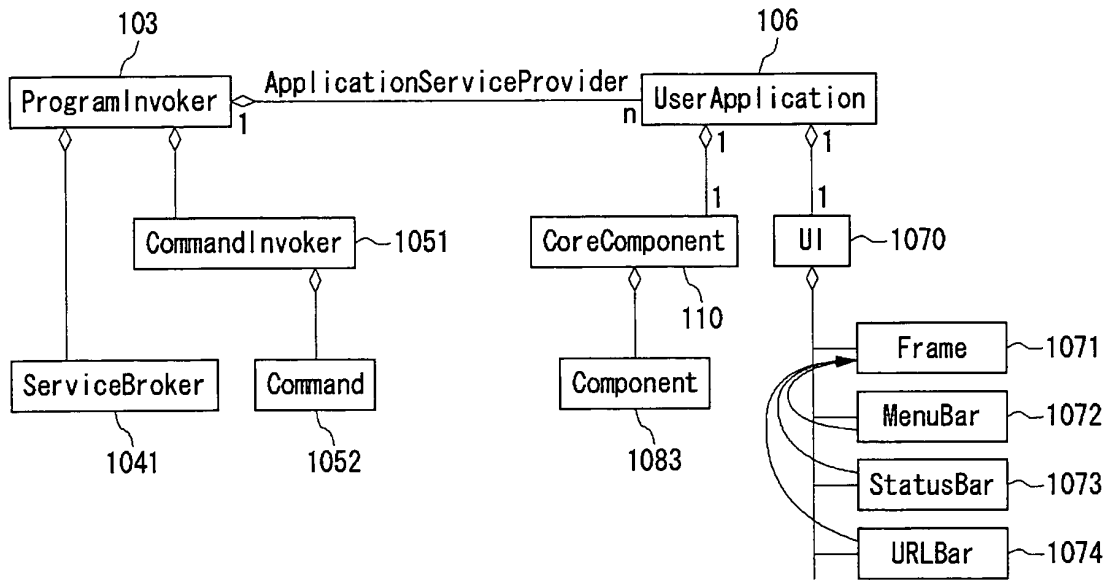 103
106
ProgramInvoker
ApplicationServiceProvider
UserApplication
1
n
1
1
1
1
CommandInvoker
1051
CoreComponent
UI
1070
110
Frame
1071
ServiceBroker
Command
Component
MenuBar
1072
1041
1052
1083
StatusBar
1073
URLBar
1074